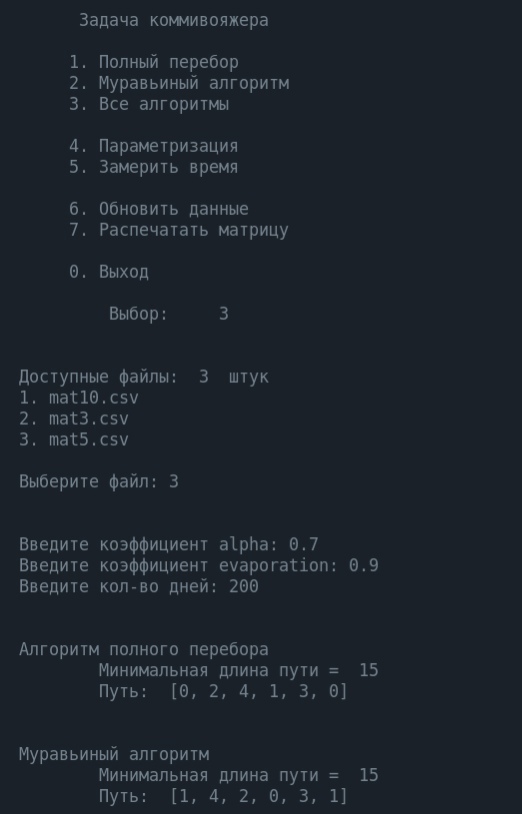 Задача коммивояжера
1. Полный перебор
2. Муравьиный алгоритм
3. Все алгоритмы
4. Параметризация
5. Замерить время
6. Обновить данные
7. Распечатать матрицу
0. Выход
Выбор: 3
Доступные файлы: 3 штук
1. mat10.csv
2. mat3.csv
3. mat5.csv
Выберите файл: 3
Введите коэффициент alpha: 0.7
Введите коэффициент evaporation: 0.9
Введите кол-во дней: 200
Алгоритм полного перебора
Минимальная длина пути = 15
Путь: [0, 2, 4, 1, 3, 0]
Муравьиный алгоритм
Минимальная длина пути = 15
Путь: [1, 4, 2, 0, 3, 1]